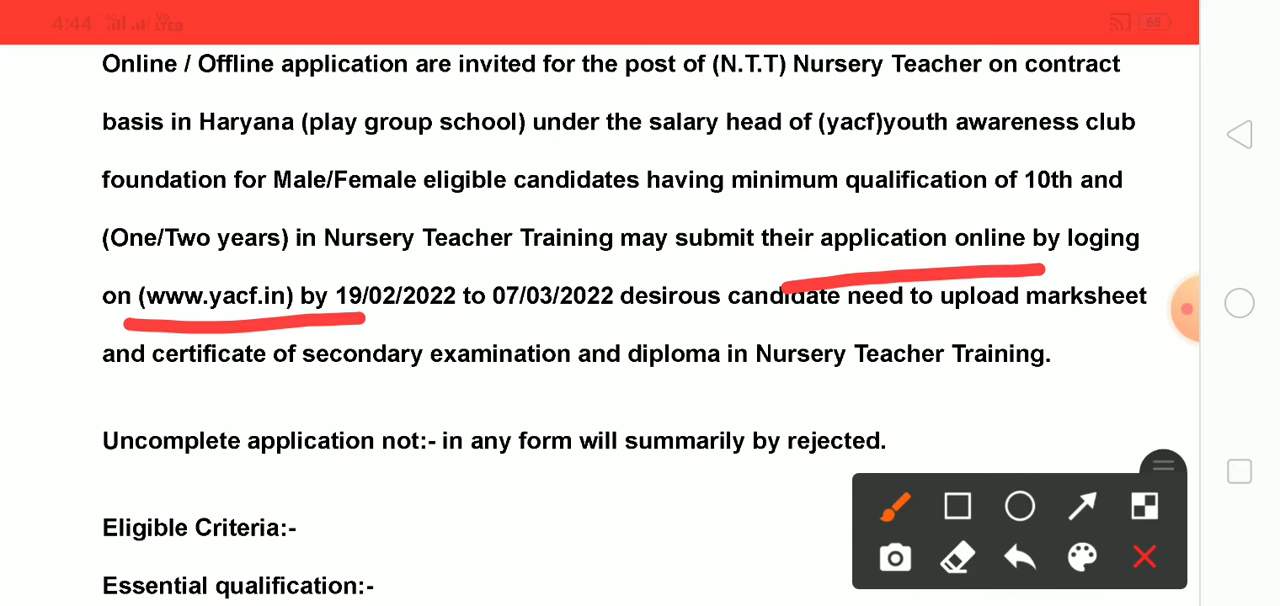 4:44
65
Online / Offline application are invited for the post of (N.T.T) Nursery Teacher on contract
basis in Haryana (play group school) under the salary head of (yacf)youth awareness club
foundation for Male/Female eligible candidates having minimum qualification of 10th and
(One/Two years) in Nursery Teacher Training may submit their application online by loging
on (www.yacf.in) by 19/02/2022 to 07/03/2022 desirous candidate need to upload marksheet
and certificate of secondary examination and diploma in Nursery Teacher Training.
Uncomplete application not:- in any form will summarily by rejected.
Eligible Criteria:-
Essential qualification:-